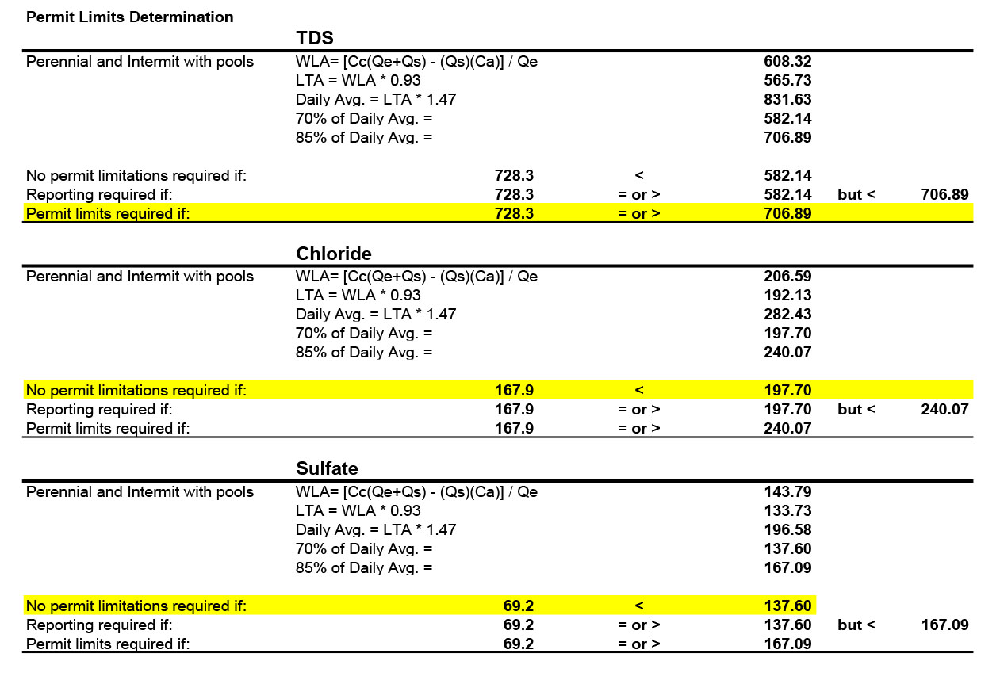 Permit Limits Determination
TDS
Perennial and Intermit with pools WLA= [Cc(Qe+Qs) - (Qs)(Ca)] / Qe 608.32
LTA = WLA * 0.93 565.73
Daily Avg. = LTA * 1.47 831.63
70% of Daily Avg. = 582.14
85% of Daily Avg. = 706.89
No permit limitations required if: 728.3 < 582.14
Reporting required if: 728.3 = or > 582.14 but < 706.89
Permit limits required if: 728.3 = or > 706.89
Chloride
Perennial and Intermit with pools WLA= [Cc(Qe+Qs) - (Qs)(Ca)] / Qe 206.59
LTA = WLA * 0.93 192.13
Daily Avg. = LTA * 1.47 282.43
70% of Daily Avg. = 197.70
85% of Daily Avg. = 240.07
No permit limitations required if: 167.9 < 197.70
Reporting required if: 167.9 = or > 197.70 but < 240.07
Permit limits required if: 167.9 = or > 240.07
Sulfate
Perennial and Intermit with pools WLA= [Cc(Qe+Qs) - (Qs)(Ca)] / Qe 143.79
LTA = WLA * 0.93 133.73
Daily Avg. = LTA * 1.47 196.58
70% of Daily Avg. = 137.60
85% of Daily Avg. = 167.09
No permit limitations required if: 69.2 < 137.60
Reporting required if: 69.2 = or > 137.60 but < 167.09
Permit limits required if: 69.2 = or > 167.09